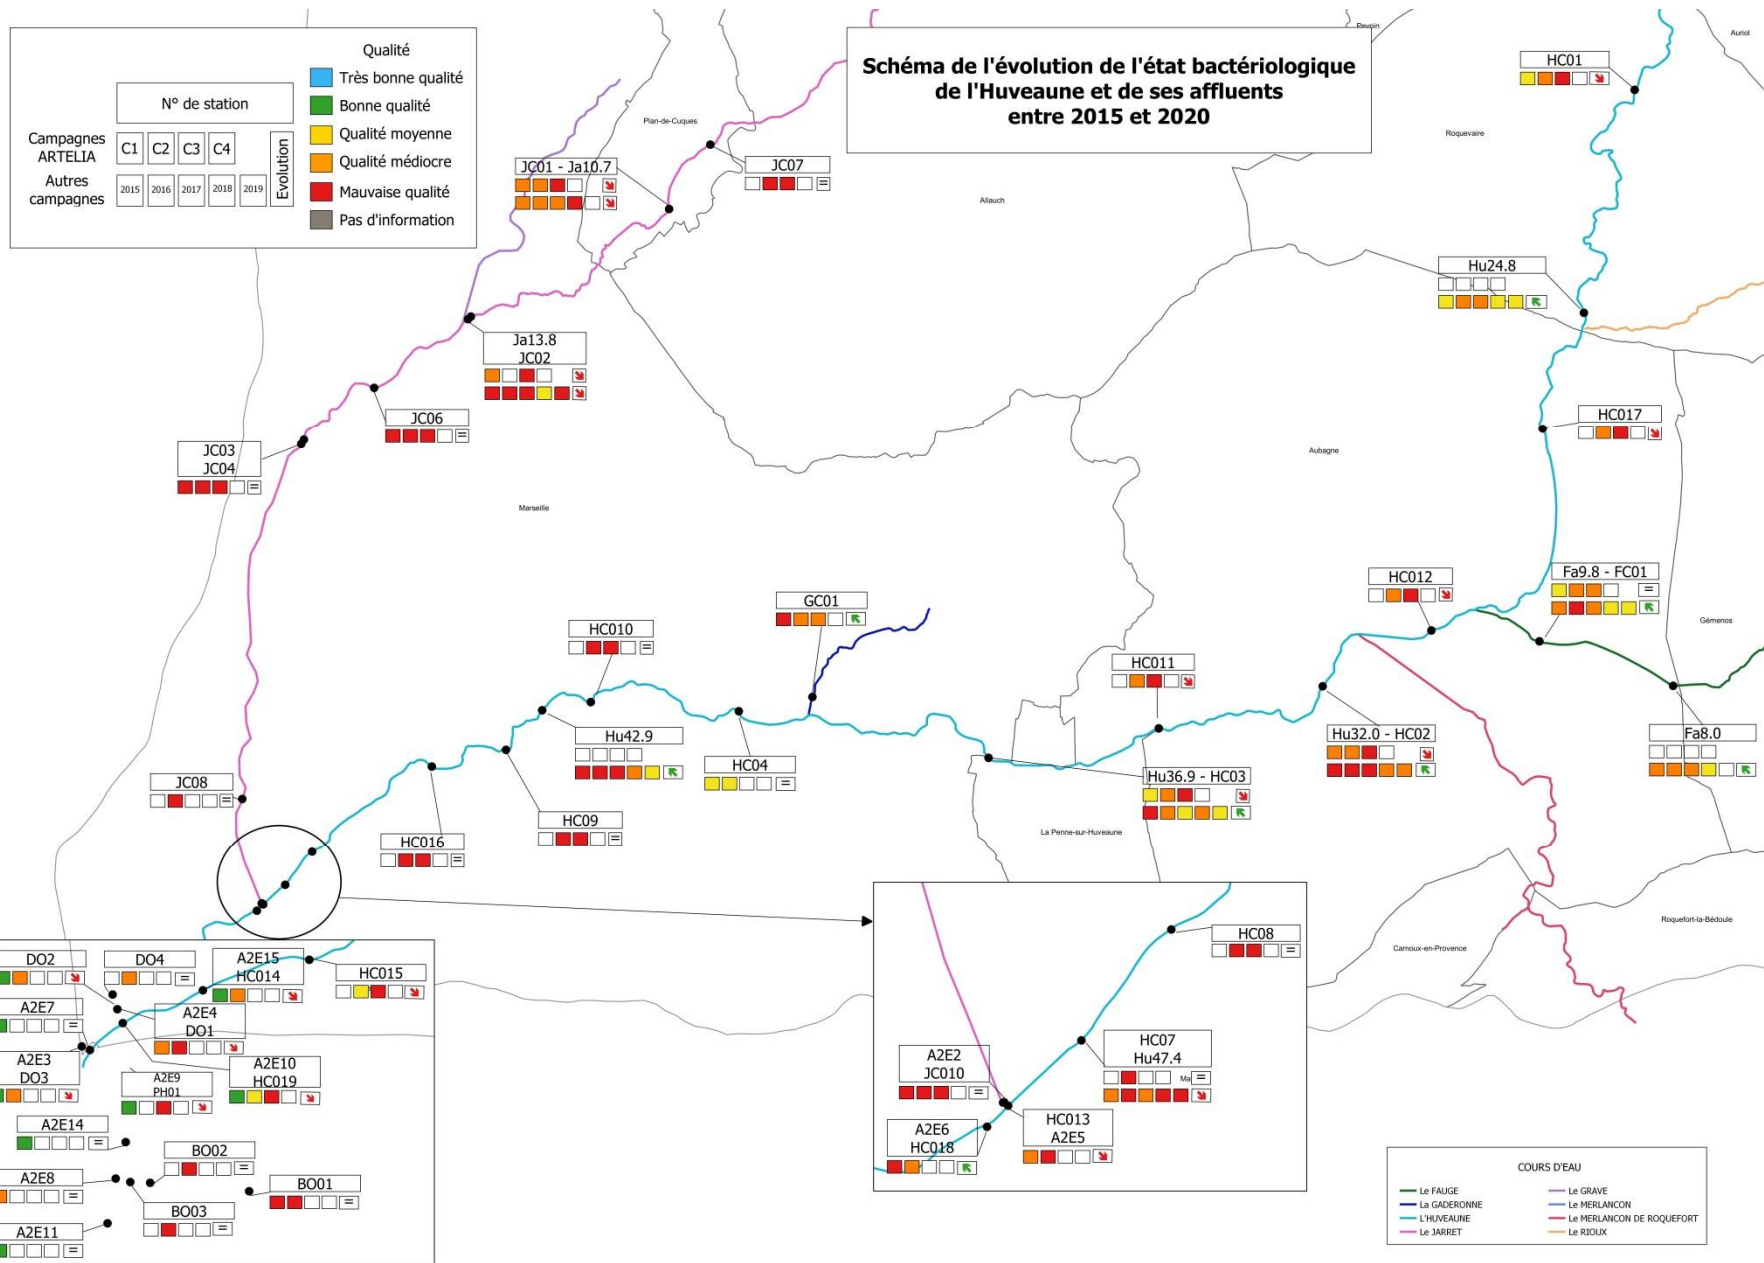 Schéma de l'évolution de l'état bactériologique
de l'Huveaune et de ses affluents
entre 2015 et 2020
Qualité
Très bonne qualité
Bonne qualité
Qualité moyenne
Qualité médiocre
Mauvaise qualité
Pas d'information
N° de station
Campagnes
ARTELIA
C1 C2 C3 C4
Autres
campagnes
2015 2016 2017 2018 2019
Evolution
Peypin
Auriol
HC01
Plan-de-Cuques
Roquevaire
JC01 - Ja10.7
JC07
=
Allauch
Hu24.8
Ja13.8
JC02
JC06
=
HC017
JC03
JC04
=
Aubagne
Marseille
HC012
Fa9.8 - FC01
=
GC01
Gémenos
HC010
=
HC011
Hu42.9
HC04
=
Hu32.0 - HC02
Fa8.0
JC08
=
Hu36.9 - HC03
HC09
=
HC016
=
La Penne-sur-Huveaune
Roquefort-la-Bédoule
Carnoux-en-Provence
HC08
=
DO2
DO4
=
A2E15
HC014
HC015
A2E7
=
A2E4
DO1
A2E3
DO3
A2E9
PH01
A2E10
HC019
A2E14
=
BO02
=
A2E8
=
BO01
=
BO03
=
A2E11
=
HC07
Hu47.4
Ma =
A2E2
JC010
=
HC013
A2E5
A2E6
HC018
COURS D'EAU
Le FAUGE
La GADERONNE
L'HUVEAUNE
Le JARRET
Le GRAVE
Le MERLANCON
Le MERLANCON DE ROQUEFORT
Le RIOUX